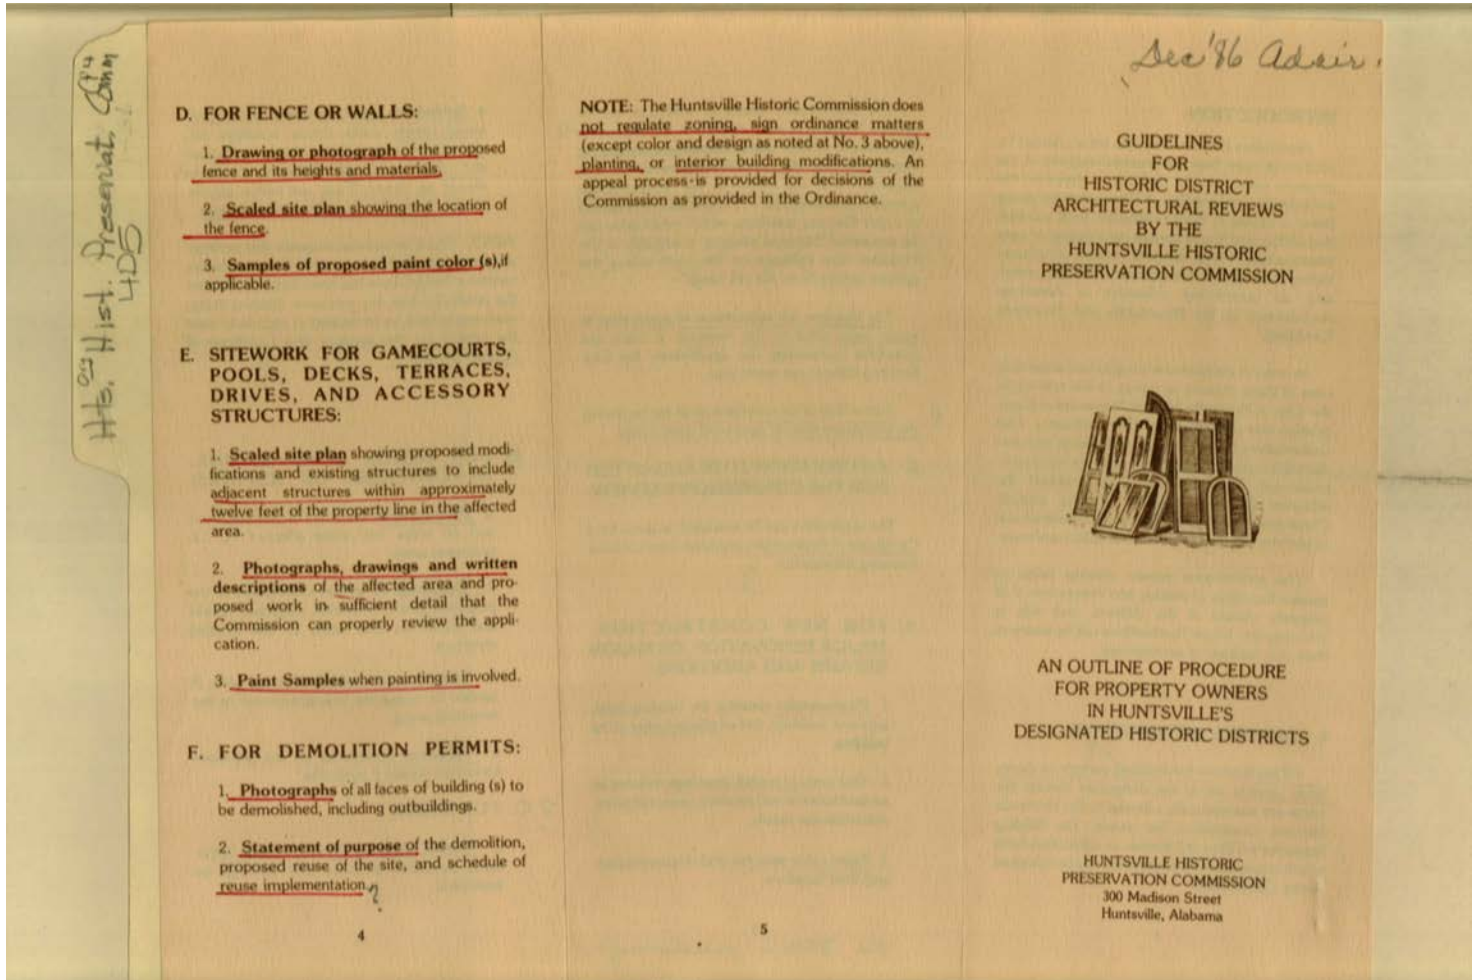 Hts. Hist. Preservat. Comm
4D5
D. FOR FENCE OR WALLS:
1. Drawing or photograph of the proposed
fence and its heights and materials.
2. Scaled site plan showing the location of
the fence.
3. Samples of proposed paint color (s),if
applicable.
E. SITEWORK FOR GAMECOURTS,
POOLS, DECKS, TERRACES,
DRIVES, AND ACCESSORY
STRUCTURES:
1. Scaled site plan showing proposed modi-
fications and existing structures to include
adjacent structures within approximately
twelve feet of the property line in the affected
area.
2. Photographs, drawings and written
descriptions of the affected area and pro-
posed work in sufficient detail that the
Commission can properly review the appli-
cation.
3. Paint Samples when painting is involved.
F. FOR DEMOLITION PERMITS:
1. Photographs of all faces of building (s) to
be demolished, including outbuildings.
2. Statement of purpose of the demolition,
proposed reuse of the site, and schedule of
reuse implementation. ?
4
NOTE: The Huntsville Historic Commission does
not regulate zoning, sign ordinance matters
(except color and design as noted at No. 3 above),
planting, or interior building modifications. An
appeal process is provided for decisions of the
Commission as provided in the Ordinance.
5
Dec '86 Adair.
GUIDELINES
FOR
HISTORIC DISTRICT
ARCHITECTURAL REVIEWS
BY THE
HUNTSVILLE HISTORIC
PRESERVATION COMMISSION
AN OUTLINE OF PROCEDURE
FOR PROPERTY OWNERS
IN HUNTSVILLE'S
DESIGNATED HISTORIC DISTRICTS
HUNTSVILLE HISTORIC
PRESERVATION COMMISSION
300 Madison Street
Huntsville, Alabama